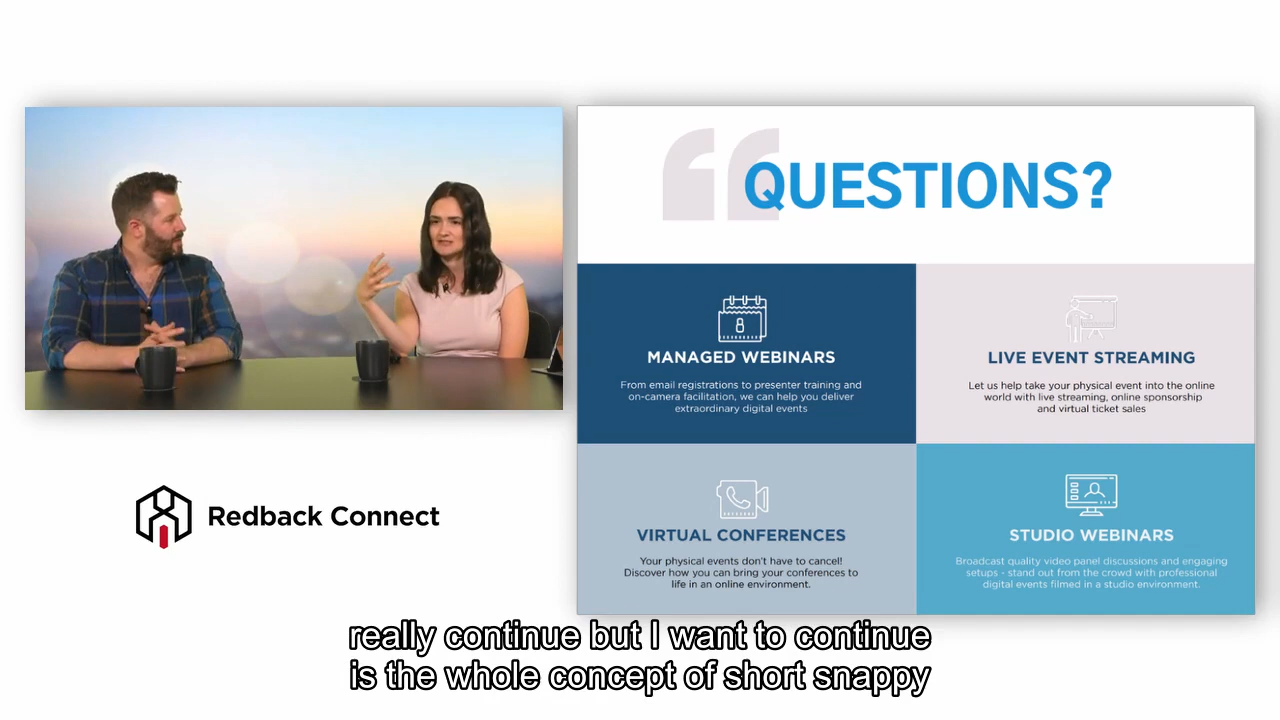 QUESTIONS?
MANAGED WEBINARS
From email registrations to presenter training and
on-camera facilitation, we can help you deliver
extraordinary digital events
LIVE EVENT STREAMING
Let us help take your physical event into the online
world with live streaming, online sponsorship
and virtual ticket sales
VIRTUAL CONFERENCES
Your physical events don't have to cancel!
Discover how you can bring your conferences to
life in an online environment.
STUDIO WEBINARS
Broadcast quality video panel discussions and engaging
setups - stand out from the crowd with professional
digital events filmed in a studio environment.
Redback Connect
really continue but I want to continue
is the whole concept of short snappy